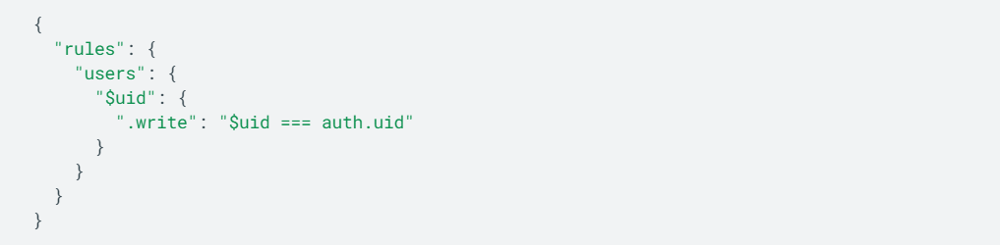 {
  "rules": {
    "users": {
      "$uid": {
        ".write": "$uid === auth.uid"
      }
    }
  }
}